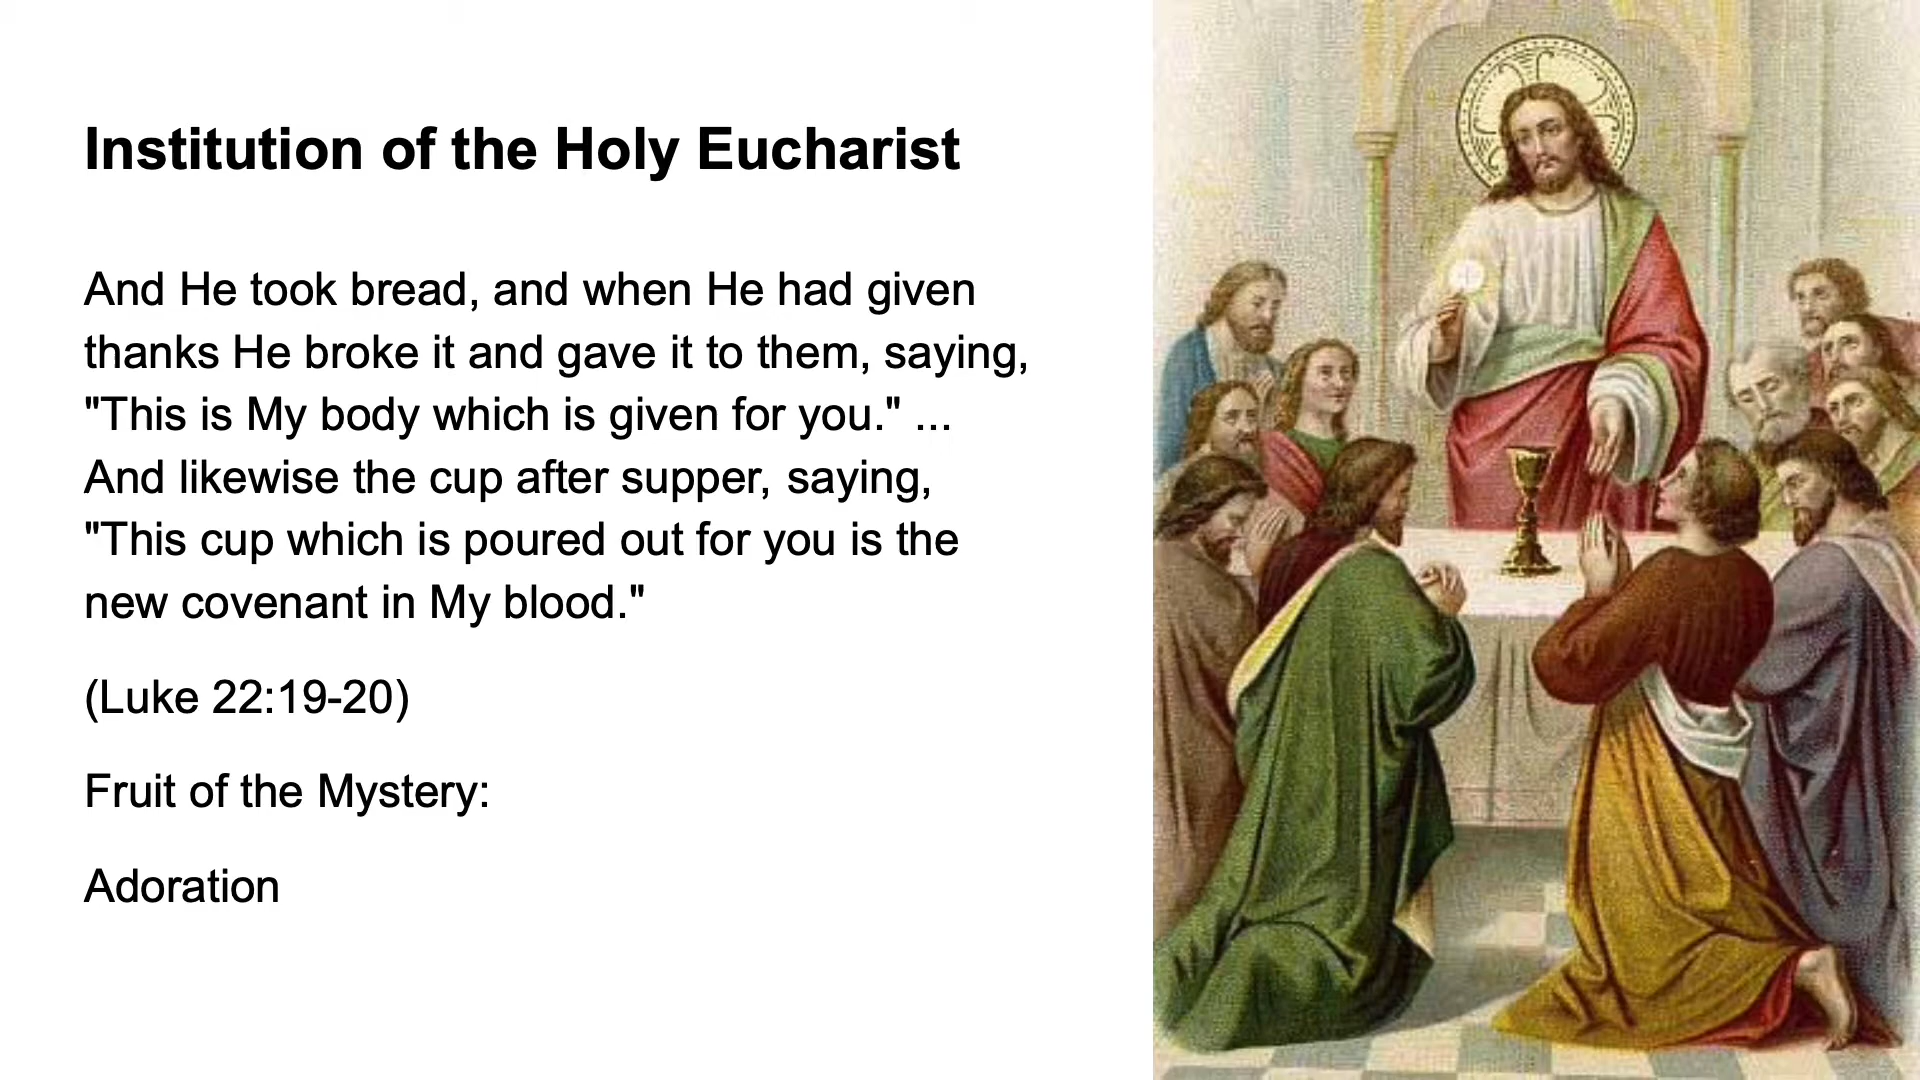 Institution of the Holy Eucharist
And He took bread, and when He had given
thanks He broke it and gave it to them, saying,
"This is My body which is given for you." ...
And likewise the cup after supper, saying,
"This cup which is poured out for you is the
new covenant in My blood."
(Luke 22:19-20)
Fruit of the Mystery:
Adoration